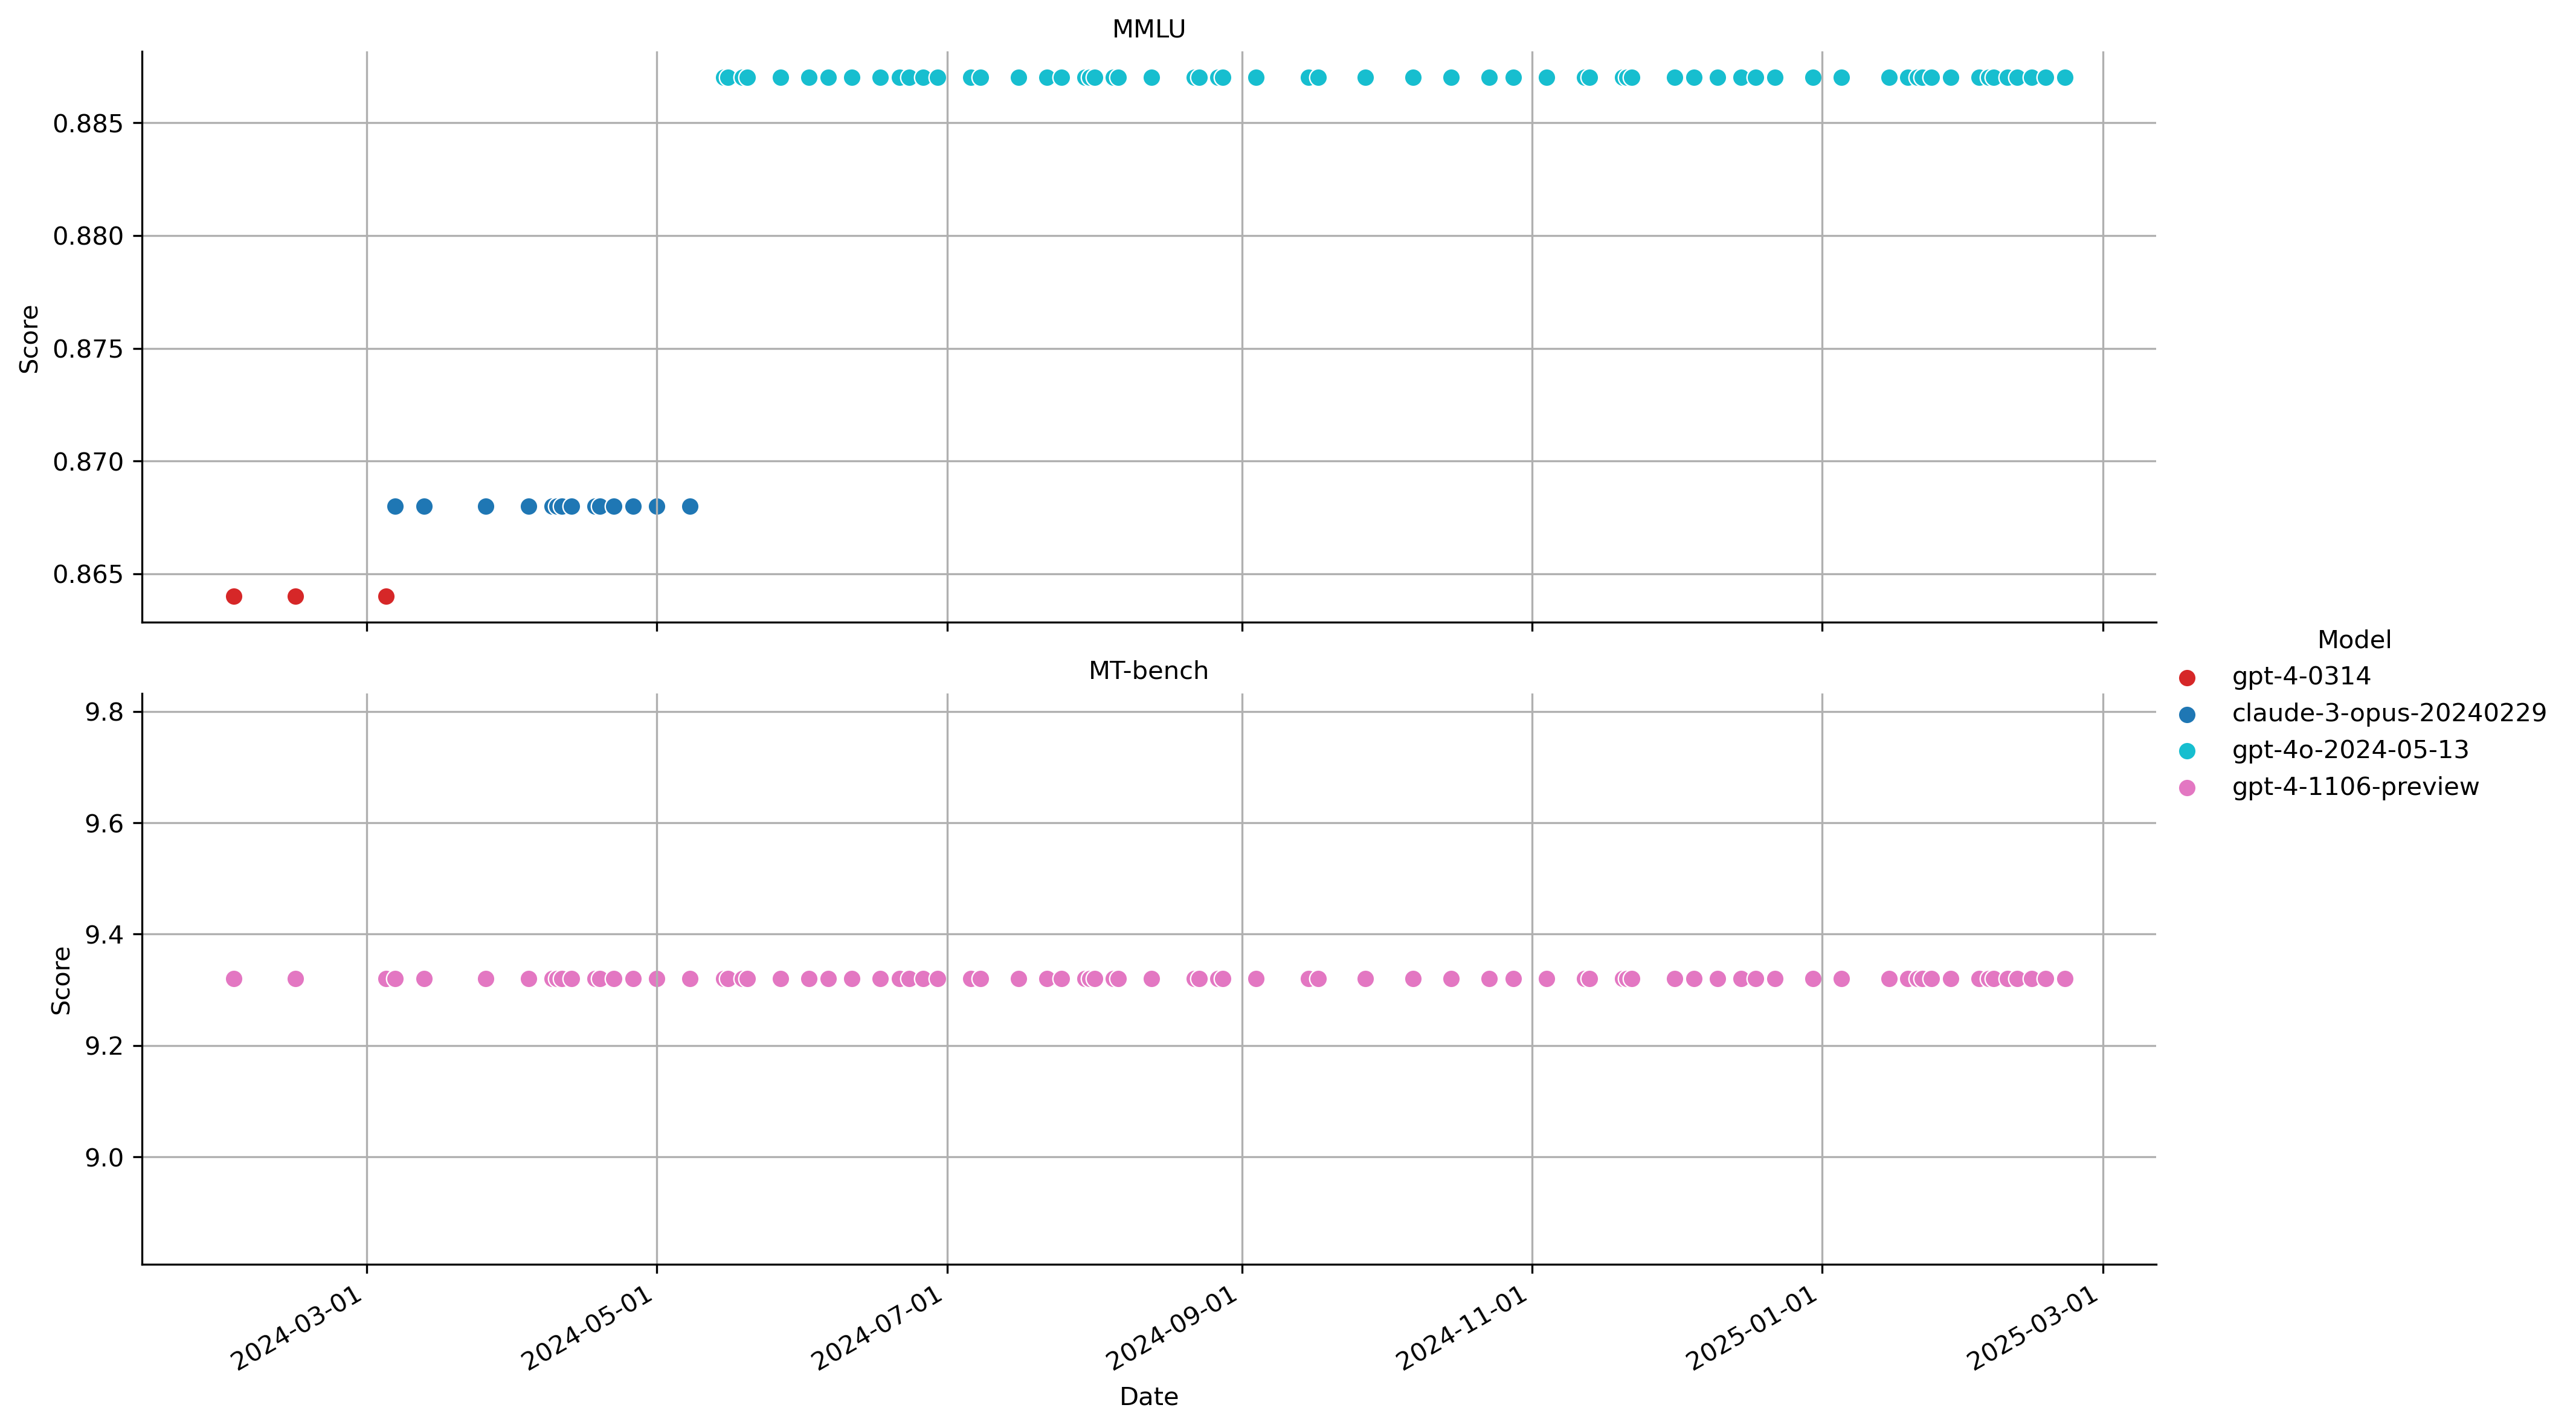 MMLU
Score
0.885
0.880
0.875
0.870
0.865
MT-bench
Score
9.8
9.6
9.4
9.2
9.0
2024-03-01
2024-05-01
2024-07-01
2024-09-01
2024-11-01
2025-01-01
2025-03-01
Date
Model
gpt-4-0314
claude-3-opus-20240229
gpt-4o-2024-05-13
gpt-4-1106-preview